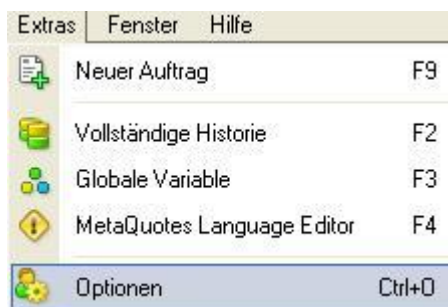 Extras Fenster Hilfe
Neuer Auftrag F9
Vollständige Historie F2
Globale Variable F3
MetaQuotes Language Editor F4
Optionen Ctrl+O